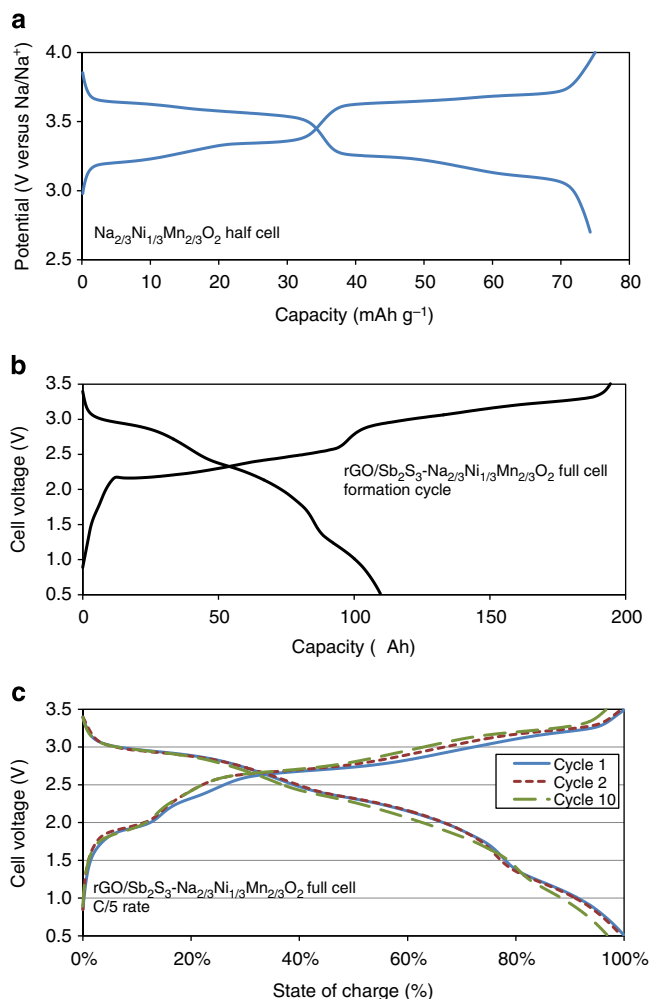 a
4.0
3.5
3.0
2.5
Potential (V versus Na/Na⁺)
Na₂/₃Ni₁/₃Mn₂/₃O₂ half cell
0 10 20 30 40 50 60 70 80
Capacity (mAh g⁻¹)
b
3.5
3.0
2.5
2.0
1.5
1.0
0.5
Cell voltage (V)
rGO/Sb₂S₃-Na₂/₃Ni₁/₃Mn₂/₃O₂ full cell
formation cycle
0 50 100 150 200
Capacity ( Ah)
c
3.5
3.0
2.5
2.0
1.5
1.0
0.5
Cell voltage (V)
Cycle 1
Cycle 2
Cycle 10
rGO/Sb₂S₃-Na₂/₃Ni₁/₃Mn₂/₃O₂ full cell
C/5 rate
0% 20% 40% 60% 80% 100%
State of charge (%)